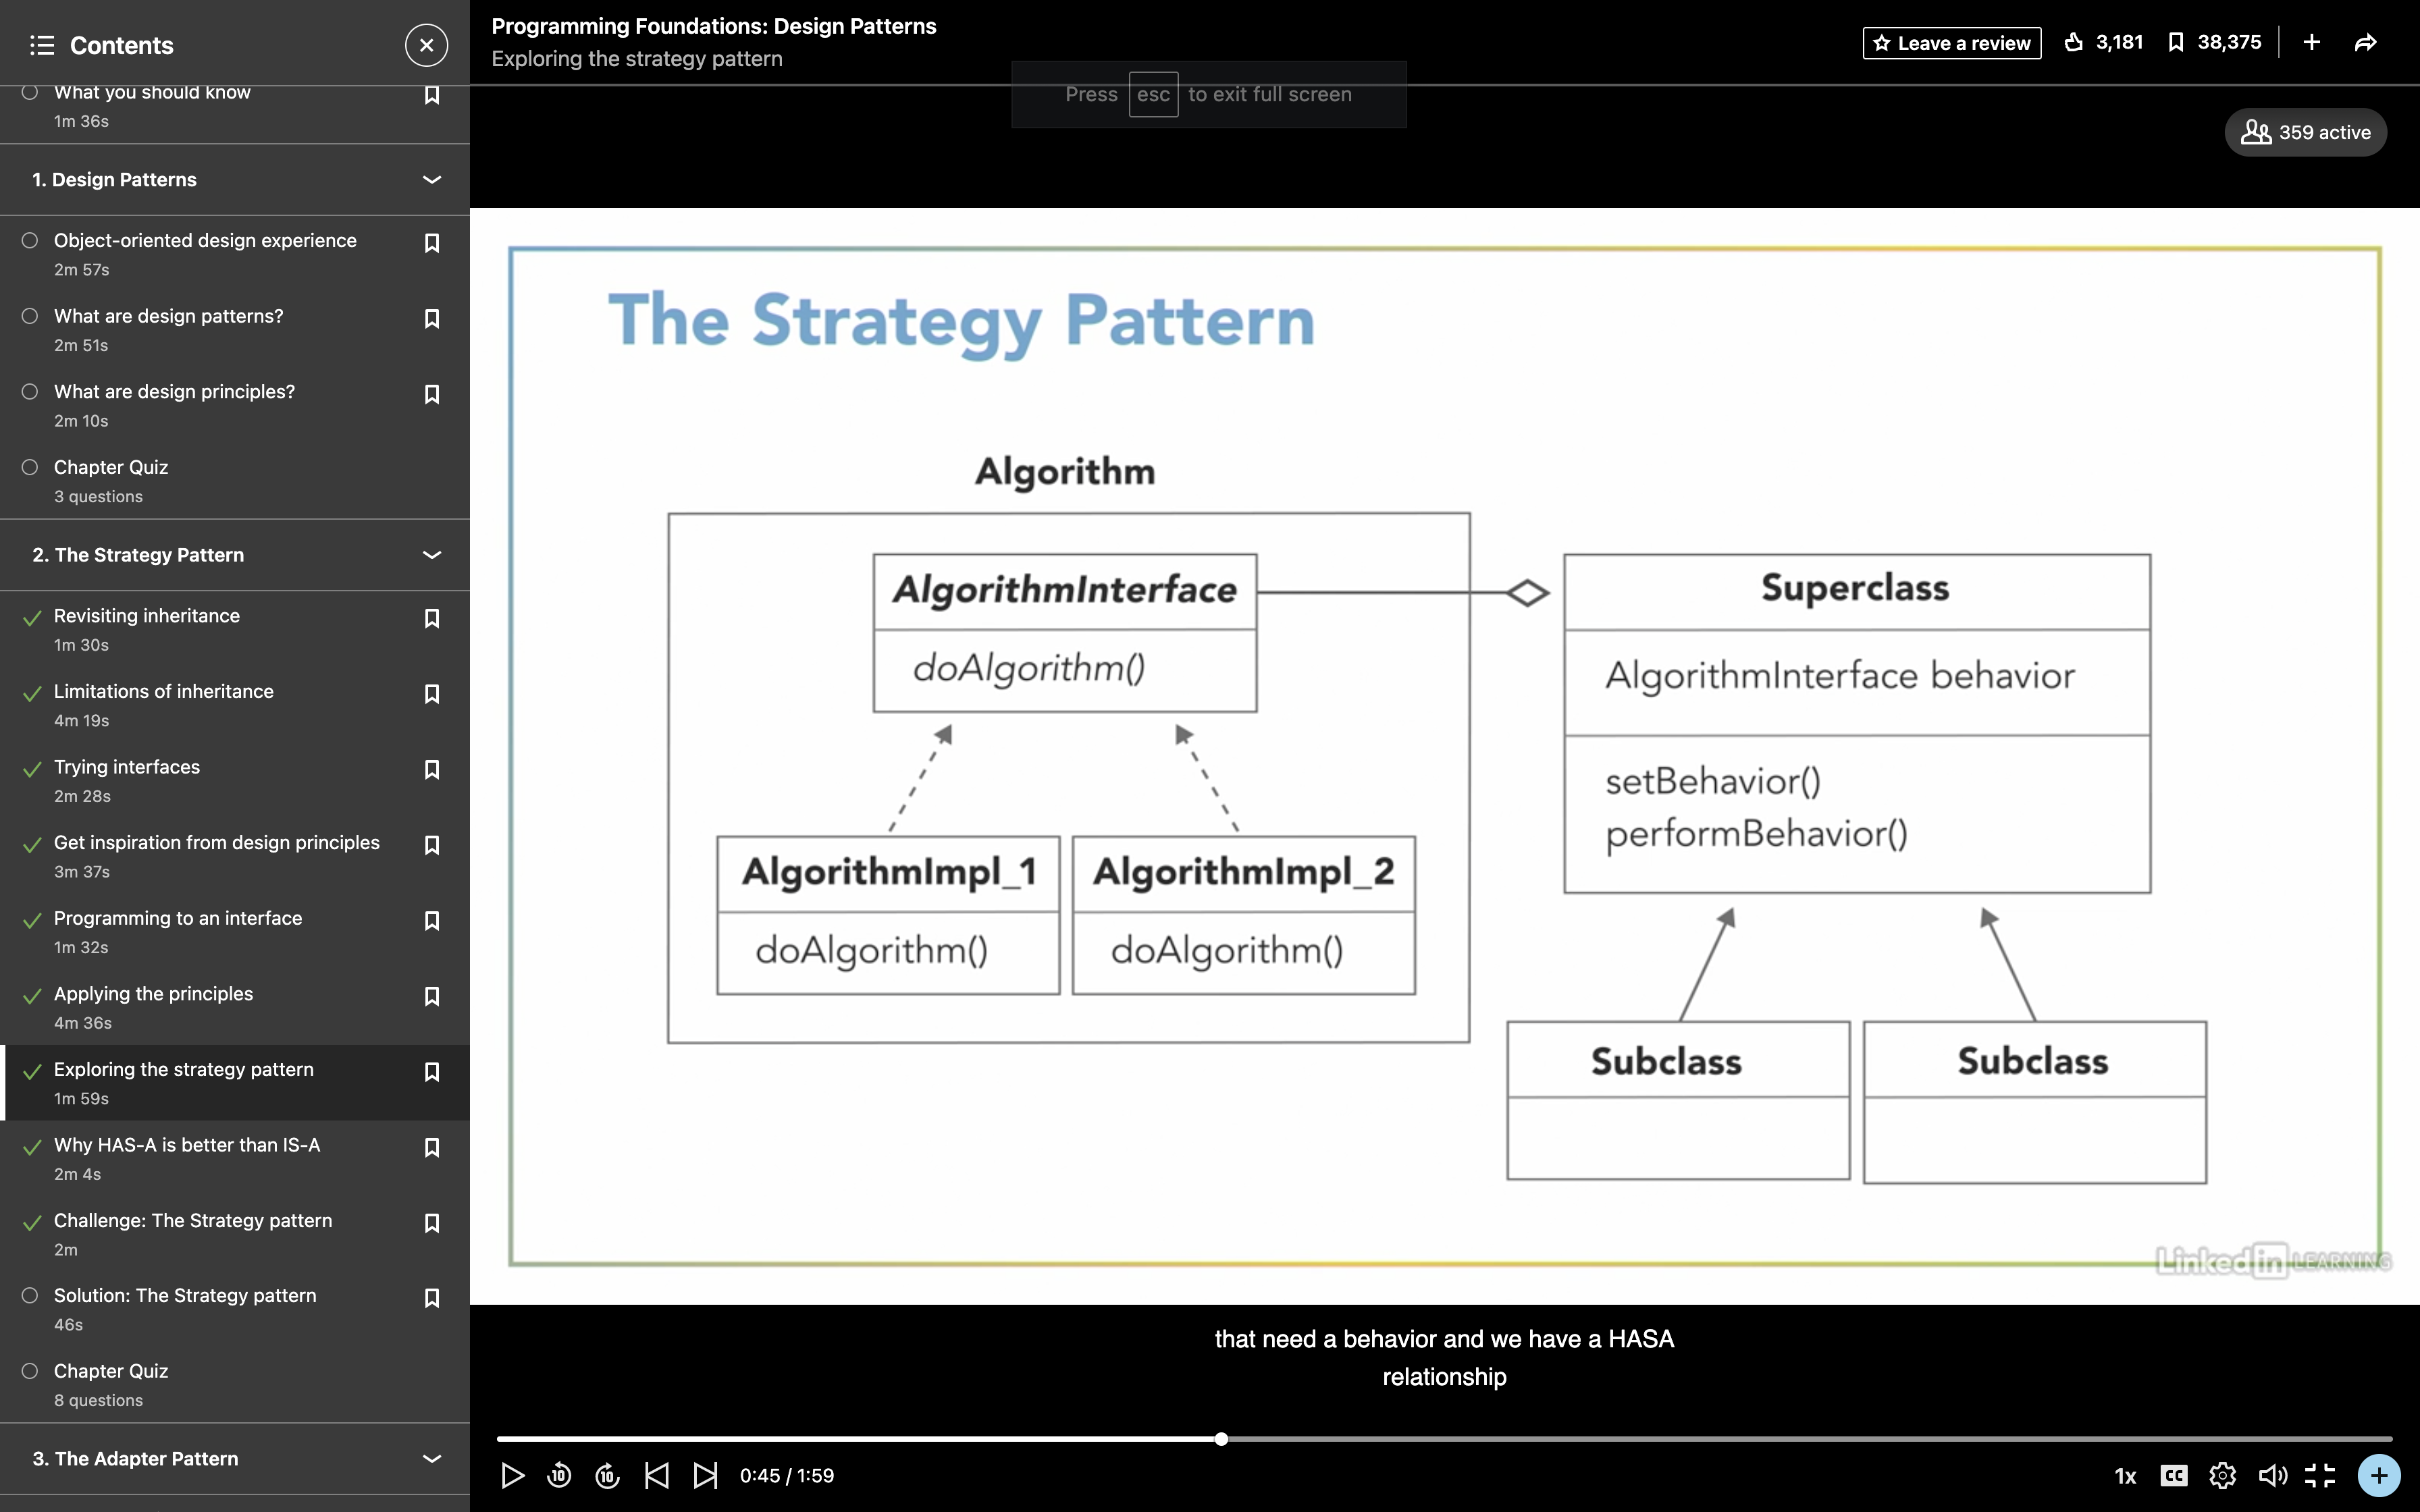 Contents
What you should know
1m 36s
1. Design Patterns
Object-oriented design experience
2m 57s
What are design patterns?
2m 51s
What are design principles?
2m 10s
Chapter Quiz
3 questions
2. The Strategy Pattern
Revisiting inheritance
1m 30s
Limitations of inheritance
4m 19s
Trying interfaces
2m 28s
Get inspiration from design principles
3m 37s
Programming to an interface
1m 32s
Applying the principles
4m 36s
Exploring the strategy pattern
1m 59s
Why HAS-A is better than IS-A
2m 4s
Challenge: The Strategy pattern
2m
Solution: The Strategy pattern
46s
Chapter Quiz
8 questions
3. The Adapter Pattern
Programming Foundations: Design Patterns
Exploring the strategy pattern
Leave a review
3,181
38,375
Press esc to exit full screen
359 active
The Strategy Pattern
Algorithm
AlgorithmInterface
doAlgorithm()
AlgorithmImpl_1
doAlgorithm()
AlgorithmImpl_2
doAlgorithm()
Superclass
AlgorithmInterface behavior
setBehavior()
performBehavior()
Subclass
Subclass
Linked in LEARNING
that need a behavior and we have a HASA
relationship
10
10
0:45 / 1:59
1x
CC